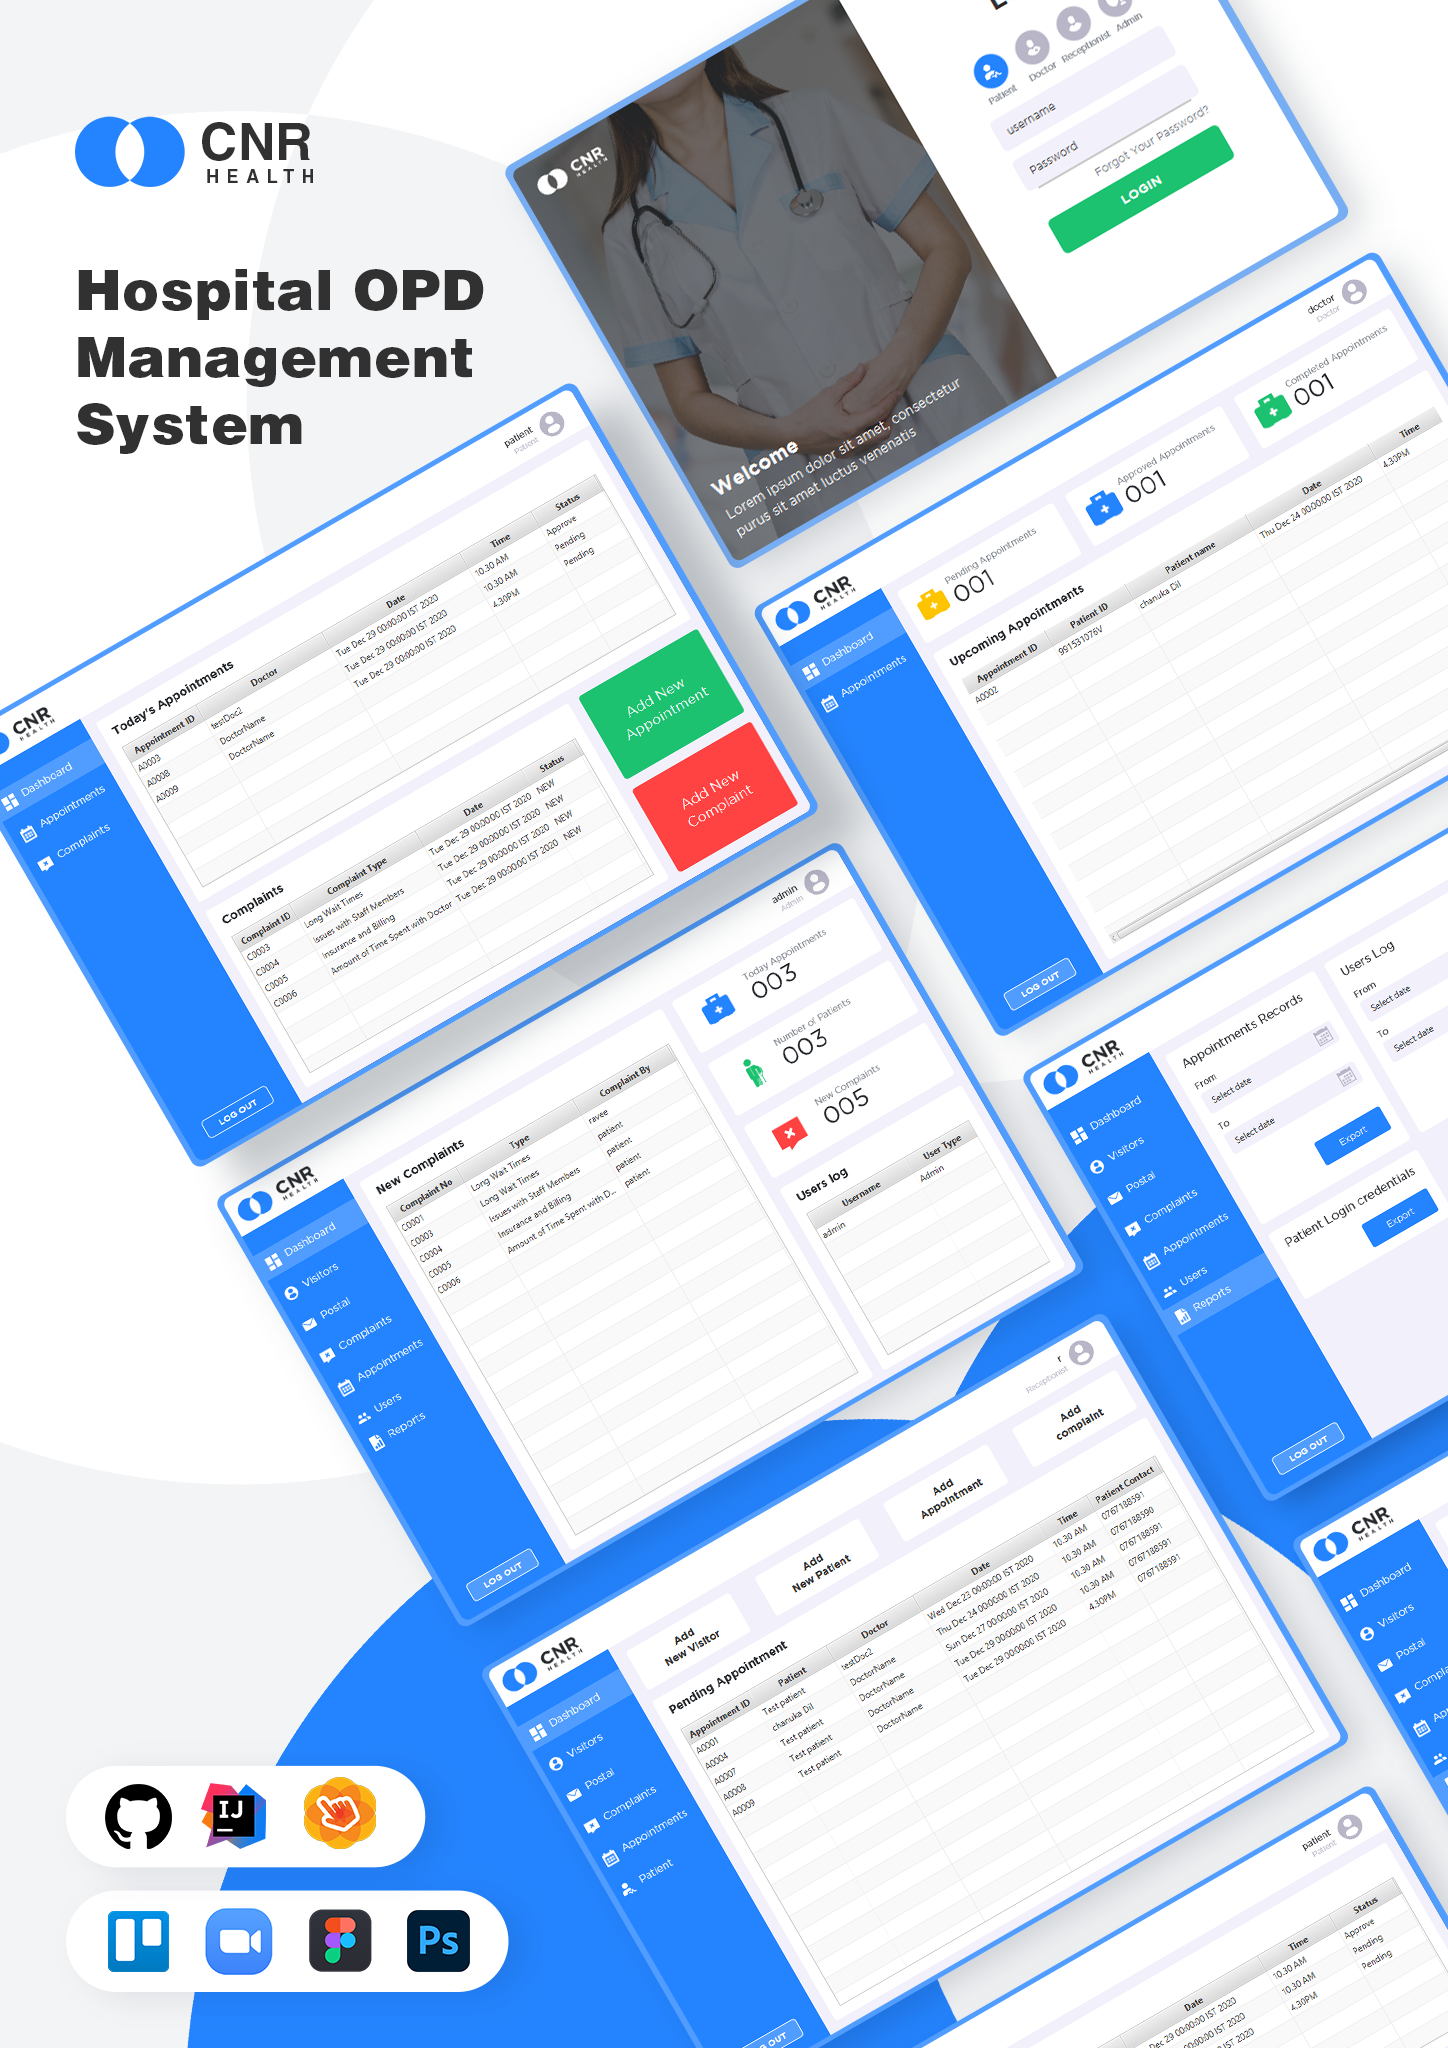 CNR
HEALTH
Hospital OPD
Management
System
CNR
HEALTH
Welcome
Lorem ipsum dolor sit amet, consectetur
purus sit amet luctus venenatis
Patient
Doctor
Receptionist
Admin
username
Password
Forgot Your Password?
LOGIN
CNR
HEALTH
patient
Patient
Dashboard
Appointments
Complaints
LOG OUT
Today's Appointments
Appointment ID Doctor Date Time Status
A0003 testDoc2 Tue Dec 29 00:00:00 IST 2020 10.30 AM Approve
A0008 DoctorName Tue Dec 29 00:00:00 IST 2020 10.30 AM Pending
A0009 DoctorName Tue Dec 29 00:00:00 IST 2020 4.30PM Pending
Complaints
Complaint ID Complaint Type Date Status
C0003 Long Wait Times Tue Dec 29 00:00:00 IST 2020 NEW
C0004 Issues with Staff Members Tue Dec 29 00:00:00 IST 2020 NEW
C0005 Insurance and Billing Tue Dec 29 00:00:00 IST 2020 NEW
C0006 Amount of Time Spent with Doctor Tue Dec 29 00:00:00 IST 2020 NEW
Add New
Appointment
Add New
Complaint
CNR
HEALTH
doctor
Doctor
Dashboard
Appointments
LOG OUT
Pending Appointments
001
Approved Appointments
001
Completed Appointments
001
Upcoming Appointments
Appointment ID Patient ID Patient name Date Time
A0002 991531076V chanuka Dil Thu Dec 24 00:00:00 IST 2020 4.30PM
CNR
HEALTH
admin
Admin
Dashboard
Visitors
Postal
Complaints
Appointments
Users
Reports
LOG OUT
New Complaints
Complaint No Type Complaint By
C0001 Long Wait Times ravee
C0003 Long Wait Times patient
C0004 Issues with Staff Members patient
C0005 Insurance and Billing patient
C0006 Amount of Time Spent with D... patient
Today Appointments
003
Number of Patients
003
New Complaints
005
Users log
Username User Type
admin Admin
CNR
HEALTH
Dashboard
Visitors
Postal
Complaints
Appointments
Users
Reports
LOG OUT
Appointments Records
From
Select date
To
Select date
Export
Users Log
From
Select date
To
Select date
Patient Login credentials
Export
CNR
HEALTH
r
Receptionist
Dashboard
Visitors
Postal
Complaints
Appointments
Patient
LOG OUT
Add
New Visitor
Add
New Patient
Add
Appointment
Add
complaint
Pending Appointment
Appointment ID Patient Doctor Date Time Patient Contact
A0001 Test patient testDoc2 Wed Dec 23 00:00:00 IST 2020 10.30 AM 0767188591
A0004 chanuka Dil DoctorName Thu Dec 24 00:00:00 IST 2020 10.30 AM 0767188590
A0007 Test patient DoctorName Sun Dec 27 00:00:00 IST 2020 10.30 AM 0767188591
A0008 Test patient DoctorName Tue Dec 29 00:00:00 IST 2020 10.30 AM 0767188591
A0009 Test patient DoctorName Tue Dec 29 00:00:00 IST 2020 4.30PM 0767188591
CNR
HEALTH
Dashboard
Visitors
Postal
patient
Patient
Date Time Status
Dec 29 00:00:00 IST 2020 10.30 AM Approve
00:00:00 IST 2020 10.30 AM Pending
IST 2020 4.30PM Pending
IJ
Ps